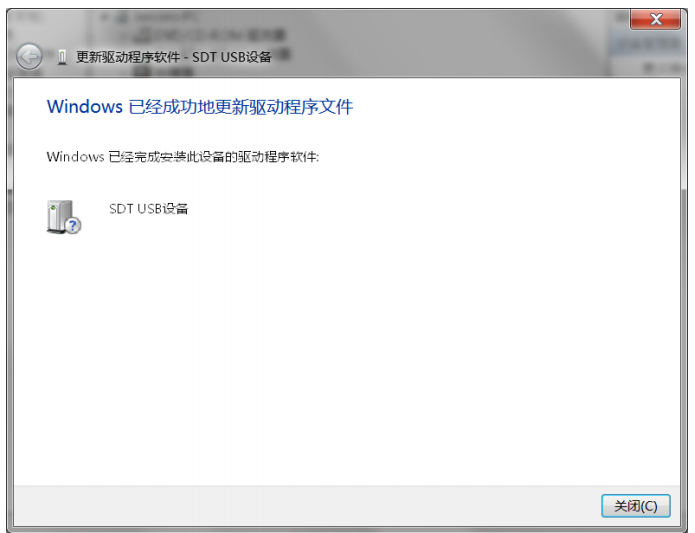 更新驱动程序软件 - SDT USB设备
Windows 已经成功地更新驱动程序文件
Windows 已经完成安装此设备的驱动程序软件:
SDT USB设备
关闭(C)